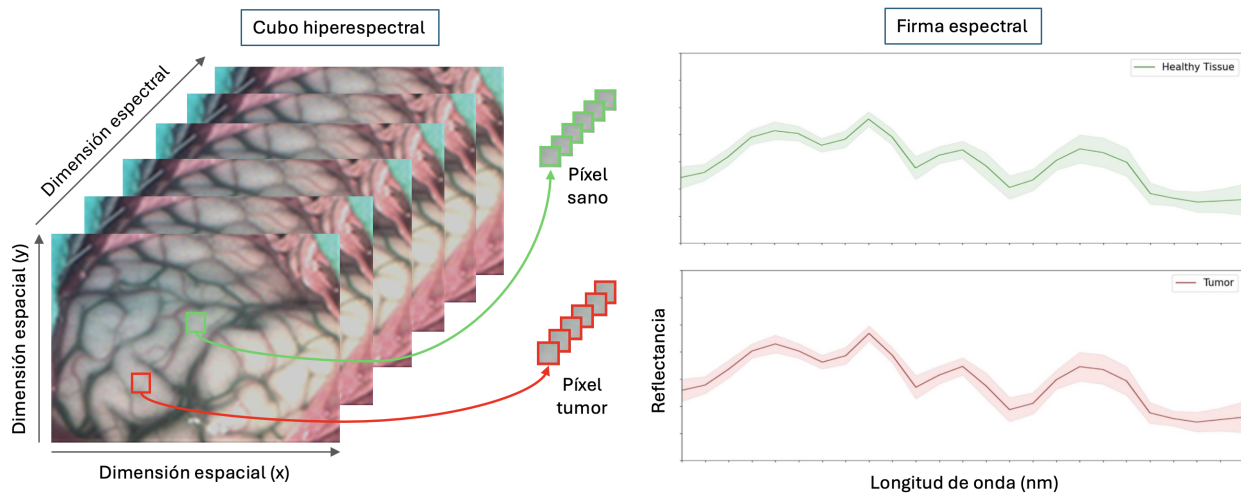 Cubo hiperespectral
Firma espectral
Dimensión espectral
Dimensión espacial (y)
Dimensión espacial (x)
Píxel
sano
Píxel
tumor
Healthy Tissue
Tumor
Reflectancia
Longitud de onda (nm)